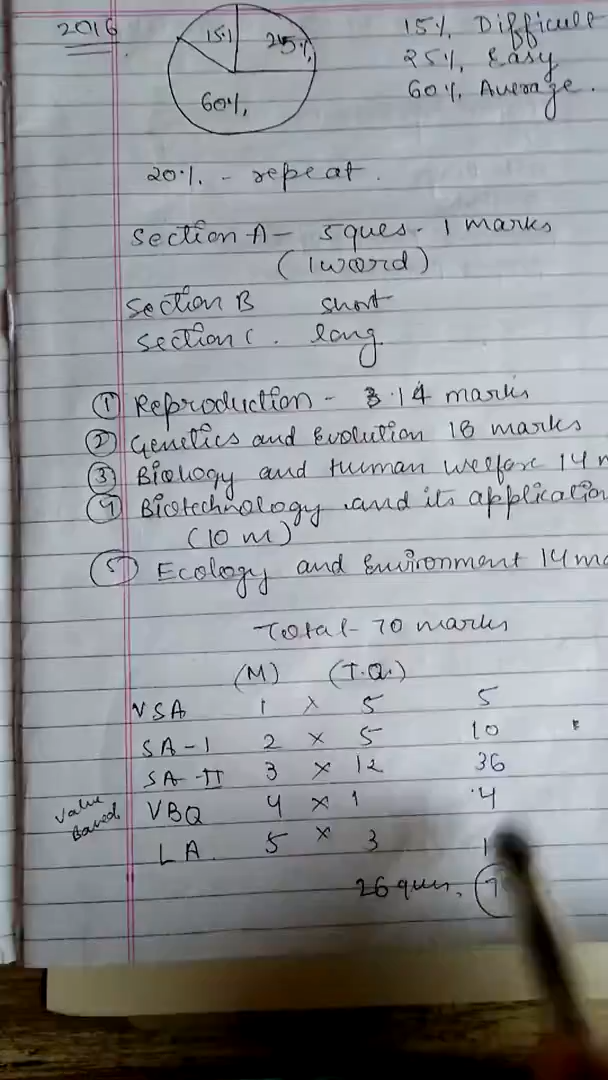 2016
15% 25% 60%
15% Difficult
25% Easy
60% Average.
20% - repeat.
Section A - 5 ques. 1 marks
(1 word)
Section B short
Section C. long
① Reproduction - 14 marks
② Genetics and Evolution 18 marks
③ Biology and human welfare 14 m
④ Biotechnology and its application
(10 m)
⑤ Ecology and Environment 14 ma
Total - 70 marks
(M) (T.Q.)
VSA 1 x 5 5
SA-I 2 x 5 10
SA-II 3 x 12 36
Value Based VBQ 4 x 1 4
LA. 5 x 3 1
26 ques.